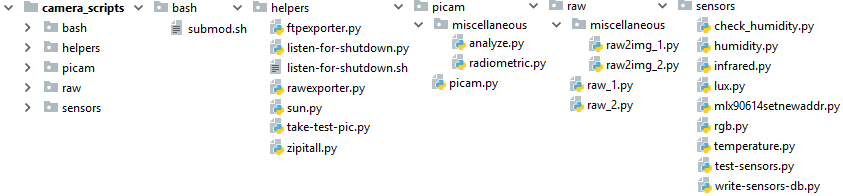 camera_scripts
bash
helpers
picam
raw
sensors
bash
submod.sh
helpers
ftpexporter.py
listen-for-shutdown.py
listen-for-shutdown.sh
rawexporter.py
sun.py
take-test-pic.py
zipitall.py
picam
miscellaneous
analyze.py
radiometric.py
picam.py
raw
miscellaneous
raw2img_1.py
raw2img_2.py
raw_1.py
raw_2.py
sensors
check_humidity.py
humidity.py
infrared.py
lux.py
mlx90614setnewaddr.py
rgb.py
temperature.py
test-sensors.py
write-sensors-db.py